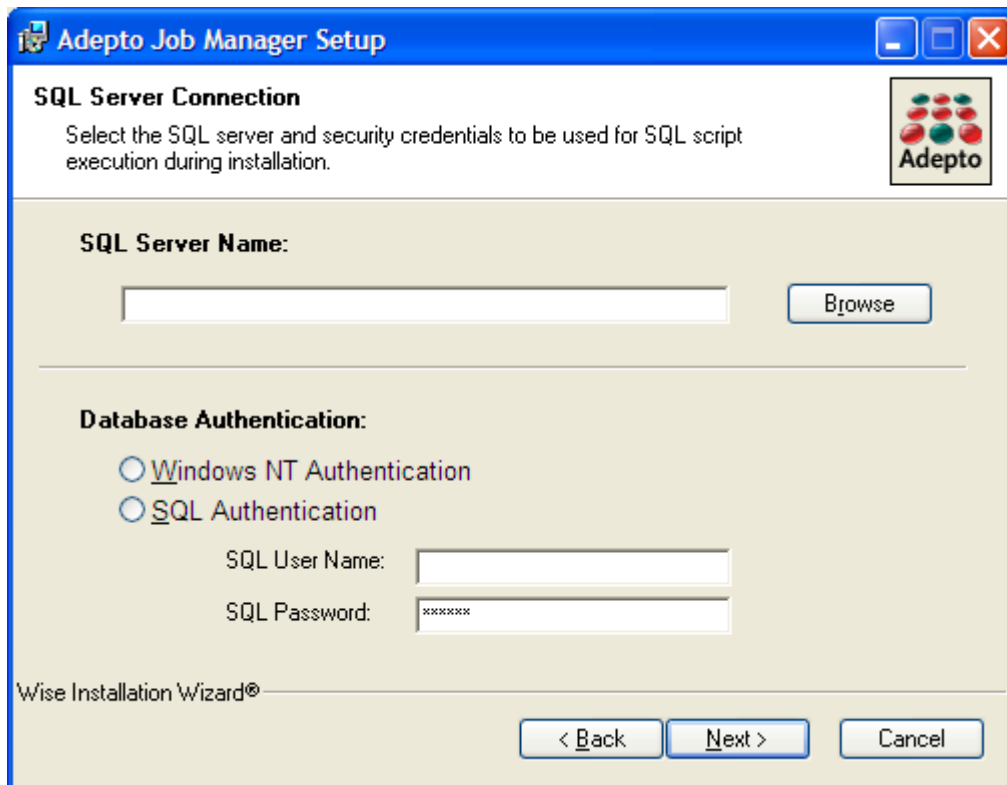 Adepto Job Manager Setup
SQL Server Connection
Select the SQL server and security credentials to be used for SQL script
execution during installation.
Adepto
SQL Server Name:
Browse
Database Authentication:
Windows NT Authentication
SQL Authentication
SQL User Name:
SQL Password: ××××××
Wise Installation Wizard®
< Back Next > Cancel